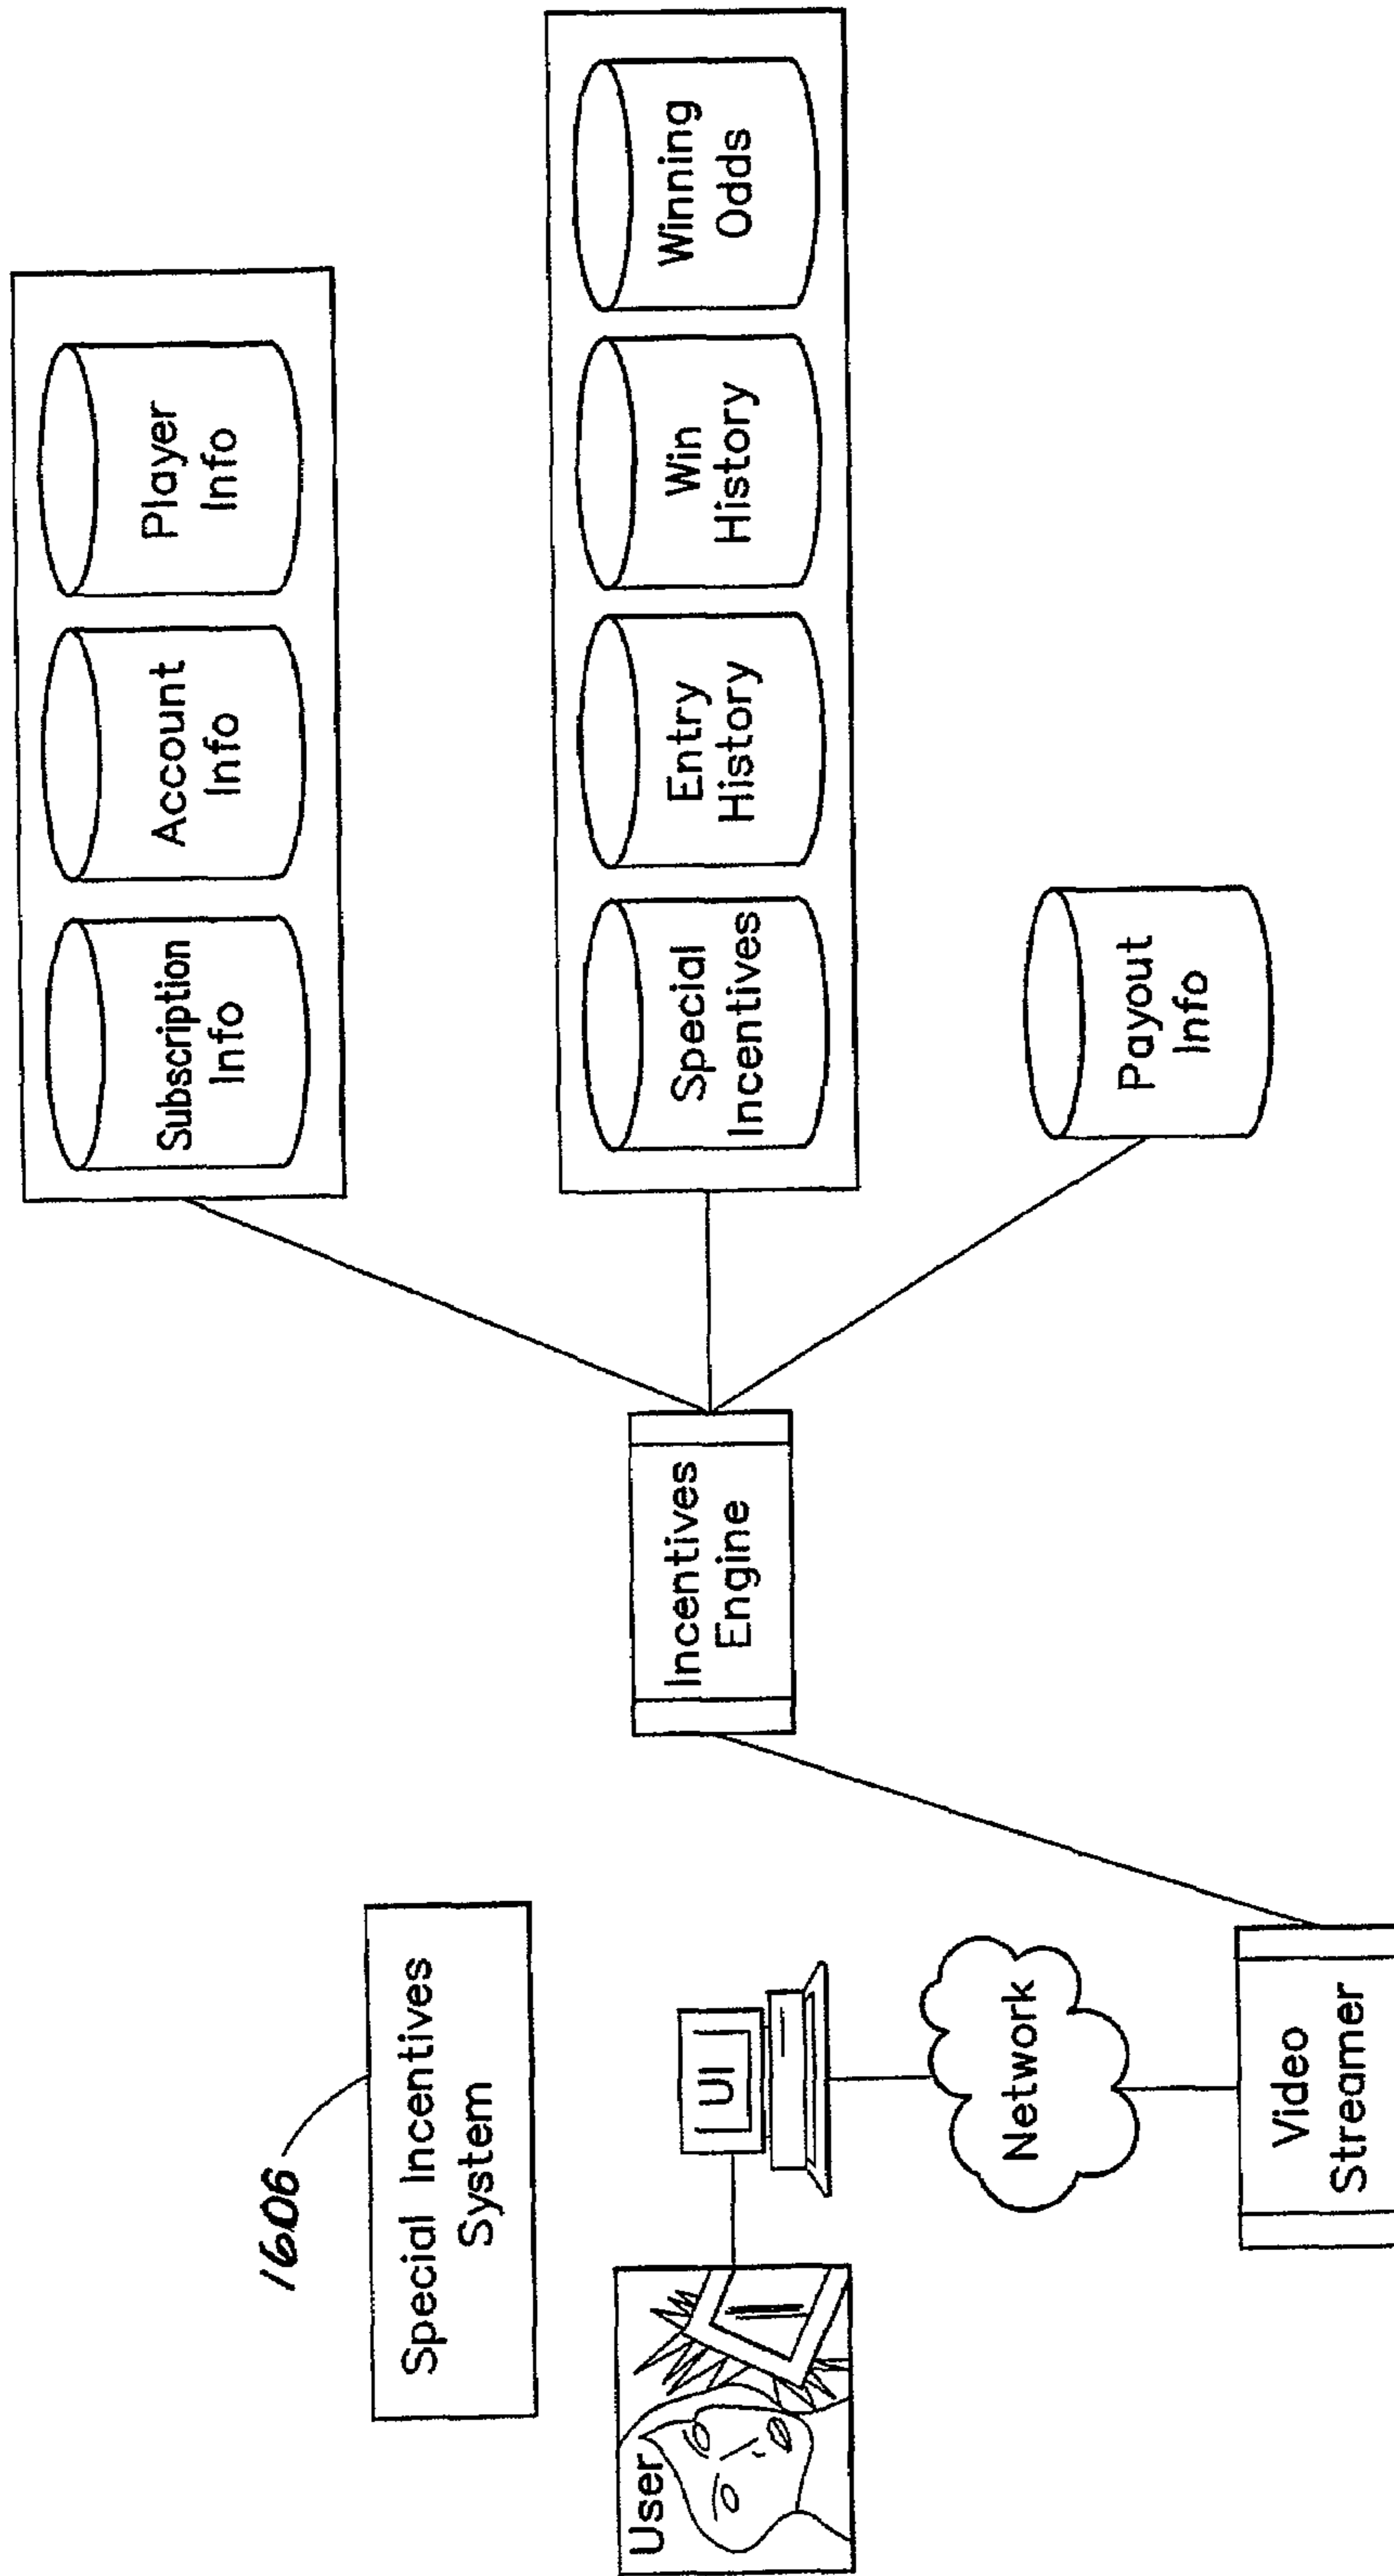 1606
Special Incentives
System
User
UI
Network
Video
Streamer
Incentives
Engine
Subscription
Info
Account
Info
Player
Info
Special
Incentives
Entry
History
Win
History
Winning
Odds
Payout
Info